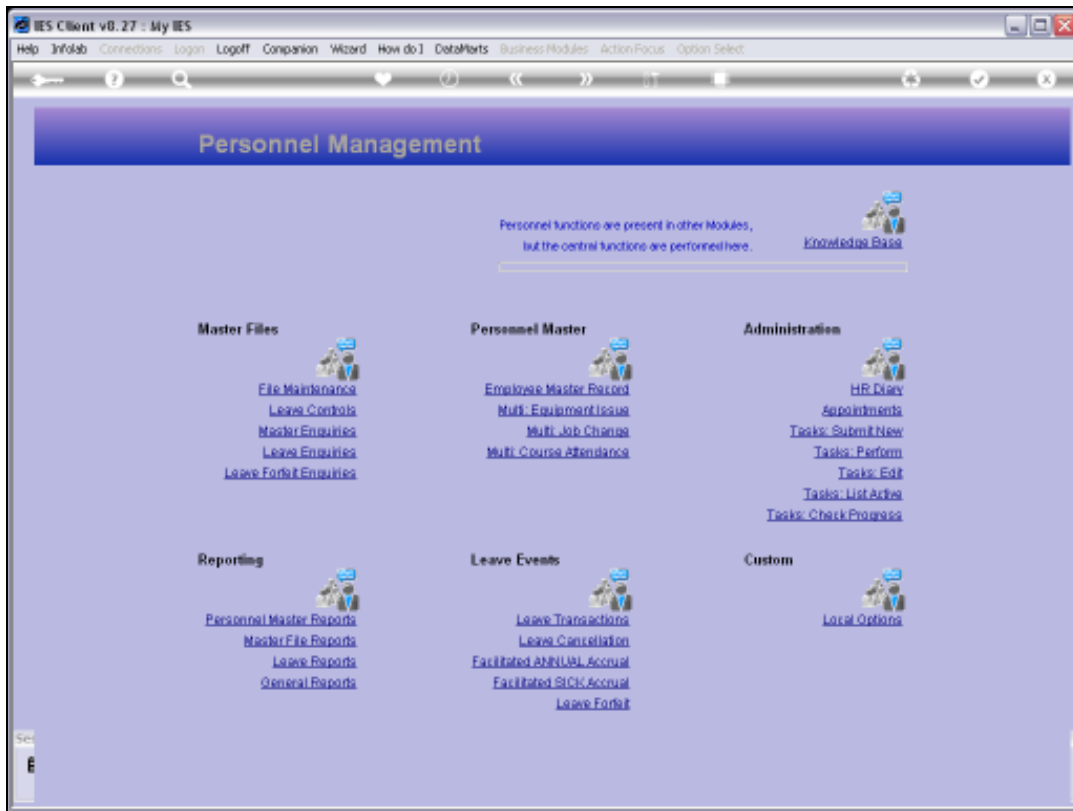 IES Client v8.27 : My IES
Help Infolab Connections Logon Logoff Companion Wizard How do I DataMarts Business Modules Action Focus Option Select
Personnel Management
Personnel functions are present in other Modules,
but the central functions are performed here.
Knowledge Base
Master Files
File Maintenance
Leave Controls
Master Enquiries
Leave Enquiries
Leave Forfeit Enquiries
Personnel Master
Employee Master Record
Multi: Equipment Issue
Multi: Job Change
Multi: Course Attendance
Administration
HR Diary
Appointments
Tasks: Submit New
Tasks: Perform
Tasks: Edit
Tasks: List Active
Tasks: Check Progress
Reporting
Personnel Master Reports
Master File Reports
Leave Reports
General Reports
Leave Events
Leave Transactions
Leave Cancellation
Facilitated ANNUAL Accrual
Facilitated SICK Accrual
Leave Forfeit
Custom
Local Options
Se